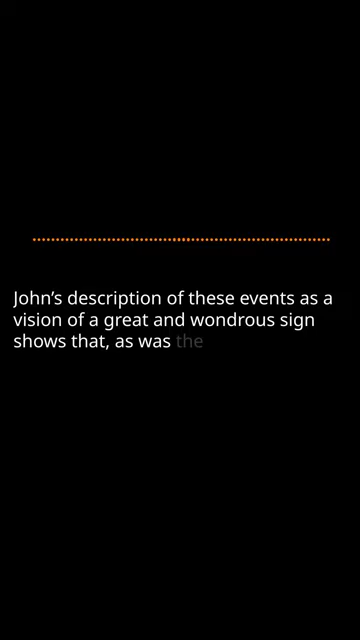 John’s description of these events as a
vision of a great and wondrous sign
shows that, as was the